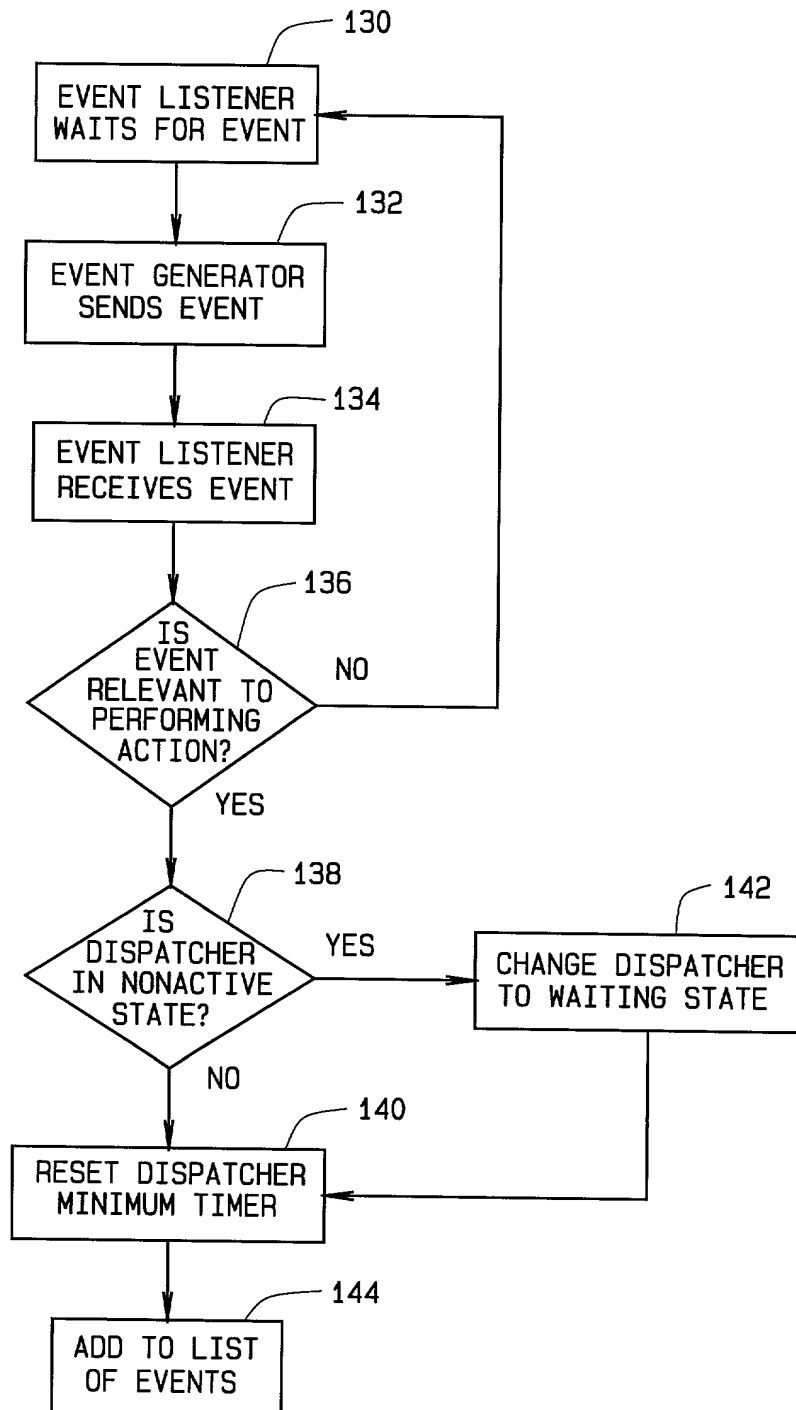 130
EVENT LISTENER
WAITS FOR EVENT
132
EVENT GENERATOR
SENDS EVENT
134
EVENT LISTENER
RECEIVES EVENT
136
IS
EVENT
RELEVANT TO
PERFORMING
ACTION?
NO
YES
138
IS
DISPATCHER
IN NONACTIVE
STATE?
YES
NO
142
CHANGE DISPATCHER
TO WAITING STATE
140
RESET DISPATCHER
MINIMUM TIMER
144
ADD TO LIST
OF EVENTS